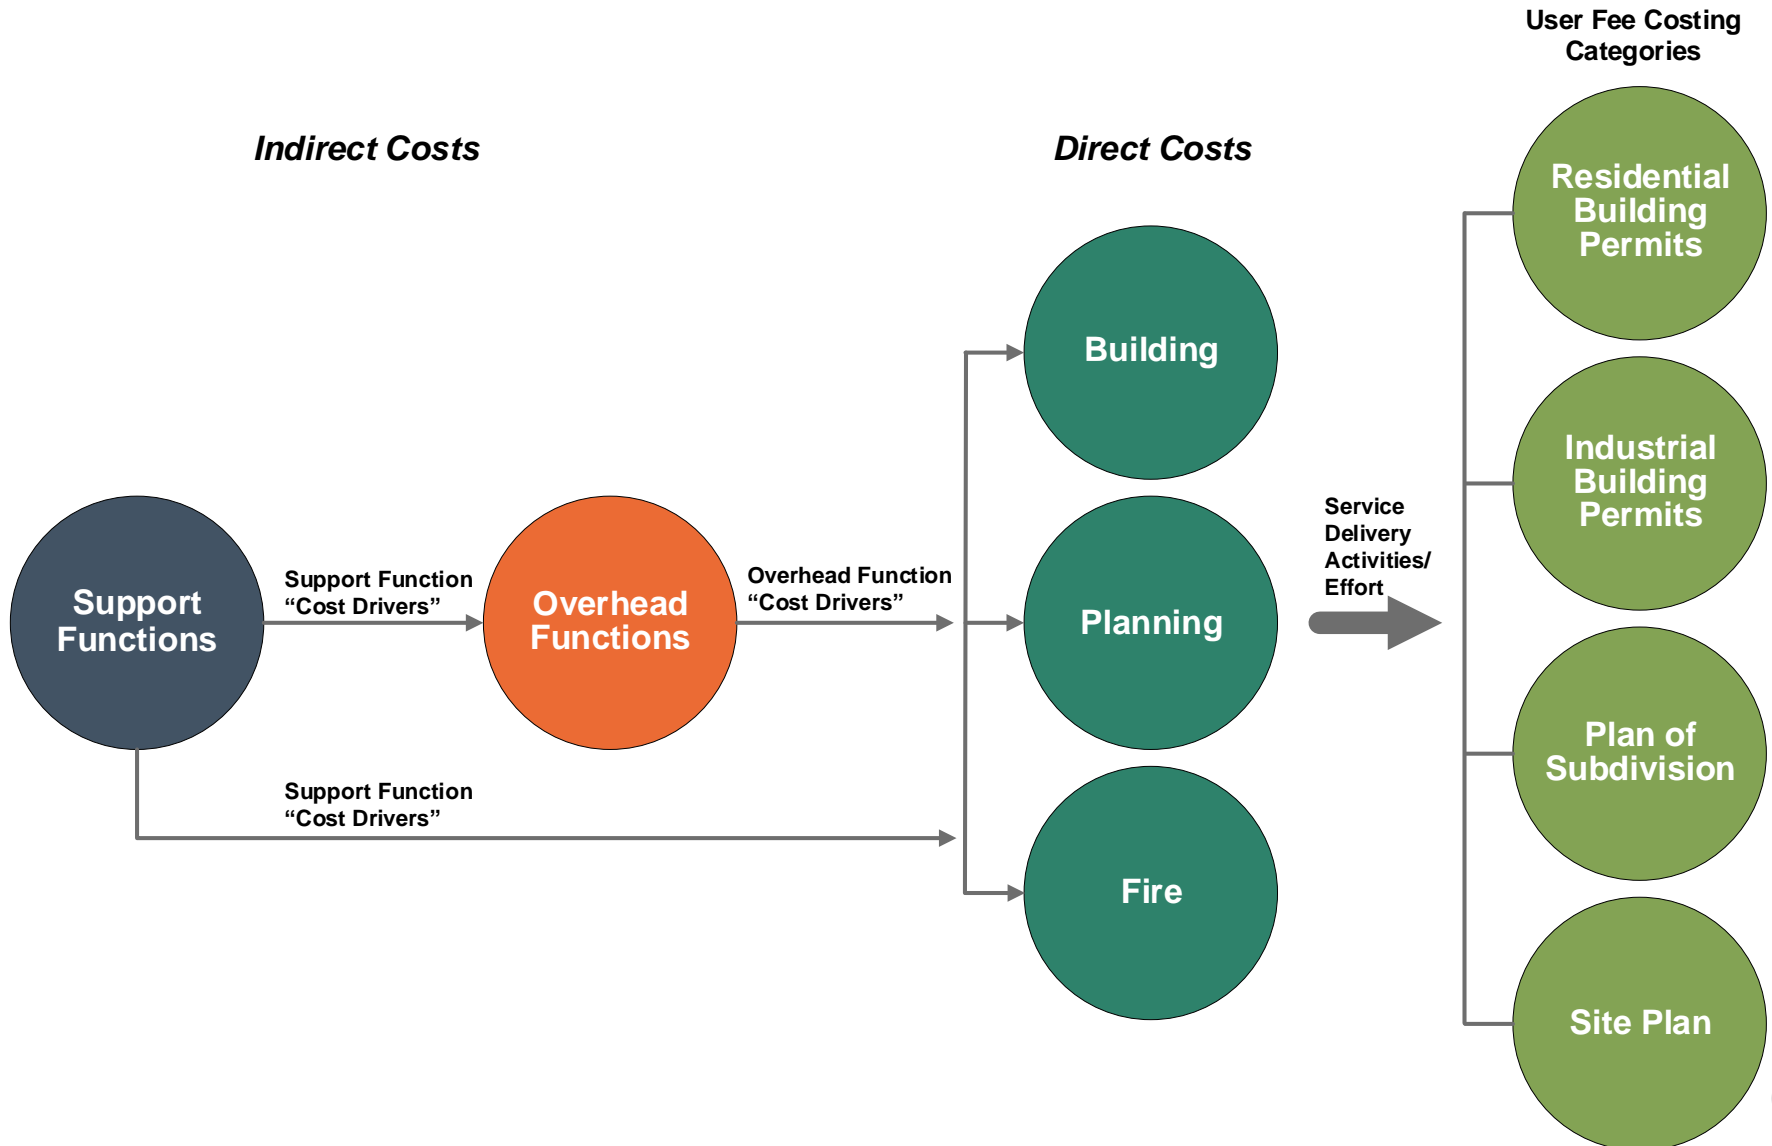 User Fee Costing
Categories
Indirect Costs
Direct Costs
Residential
Building
Permits
Building
Industrial
Building
Permits
Service
Delivery
Activities/
Effort
Support Function
“Cost Drivers”
Overhead Function
“Cost Drivers”
Support
Functions
Overhead
Functions
Planning
Plan of
Subdivision
Support Function
“Cost Drivers”
Fire
Site Plan